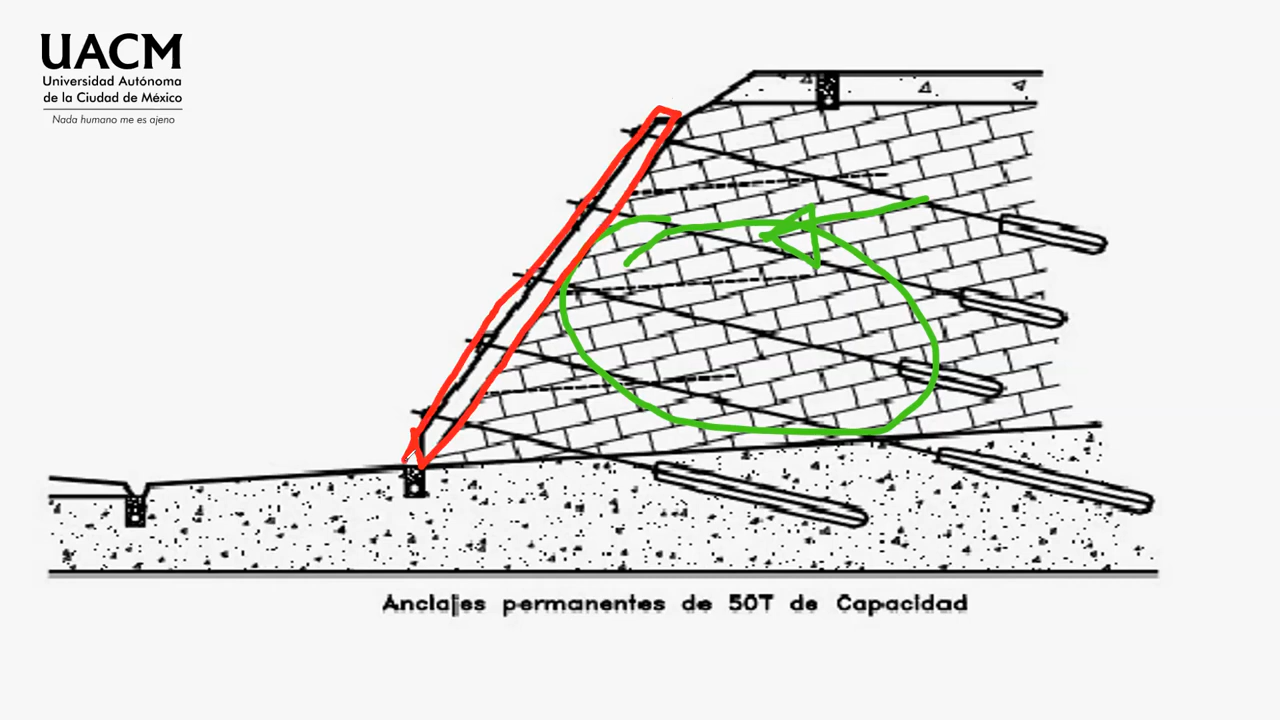 UACM
Universidad Autónoma
de la Ciudad de México
Nada humano me es ajeno
Anclajes permanentes de 50T de Capacidad